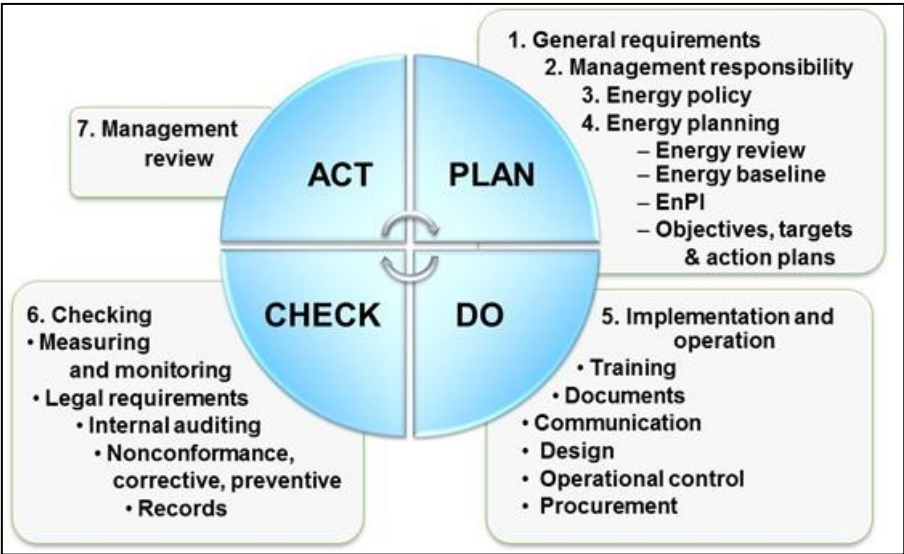 1. General requirements
2. Management responsibility
3. Energy policy
4. Energy planning
– Energy review
– Energy baseline
– EnPI
– Objectives, targets
& action plans
7. Management
review
ACT
PLAN
CHECK
DO
6. Checking
• Measuring
and monitoring
• Legal requirements
• Internal auditing
• Nonconformance,
corrective, preventive
• Records
5. Implementation and
operation
• Training
• Documents
• Communication
• Design
• Operational control
• Procurement